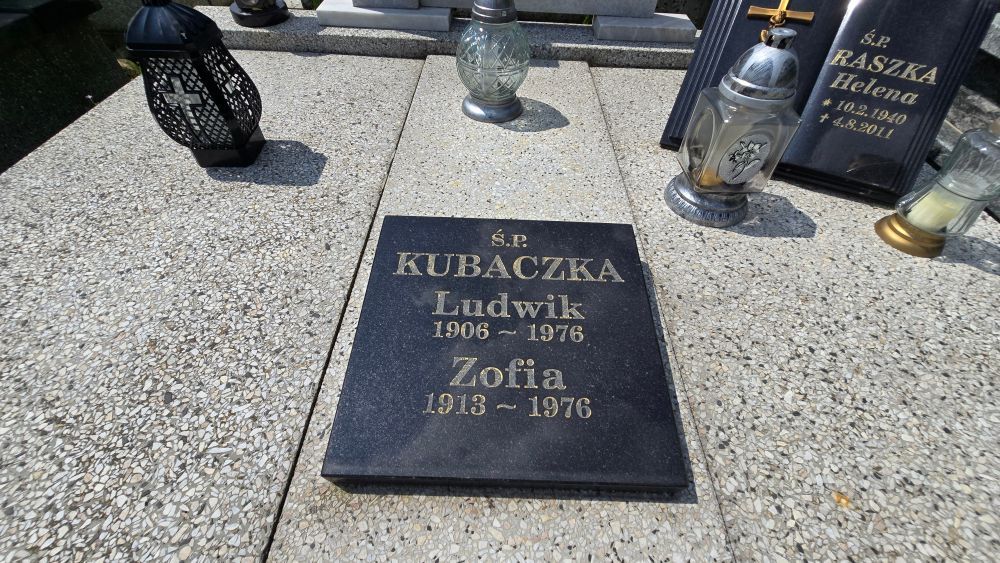 Ś.P.
KUBACZKA
Ludwik
1906 ~ 1976
Zofia
1913 ~ 1976
Ś.P.
RASZKA
Helena
* 10.2.1940
✝ 4.8.2011